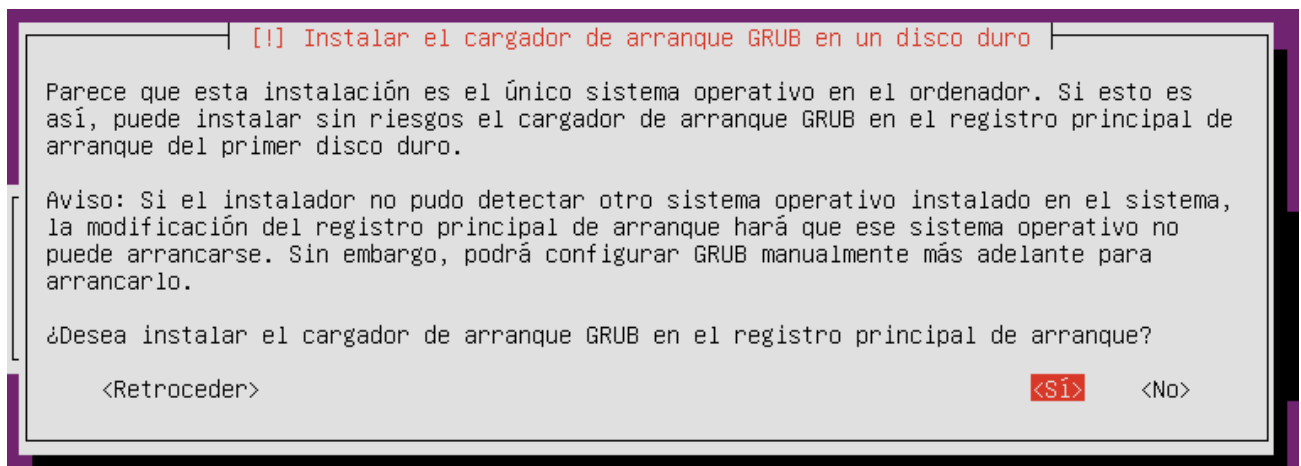 [!] Instalar el cargador de arranque GRUB en un disco duro
Parece que esta instalación es el único sistema operativo en el ordenador. Si esto es
así, puede instalar sin riesgos el cargador de arranque GRUB en el registro principal de
arranque del primer disco duro.
Aviso: Si el instalador no pudo detectar otro sistema operativo instalado en el sistema,
la modificación del registro principal de arranque hará que ese sistema operativo no
puede arrancarse. Sin embargo, podrá configurar GRUB manualmente más adelante para
arrancarlo.
¿Desea instalar el cargador de arranque GRUB en el registro principal de arranque?
<Retroceder> <Sí> <No>